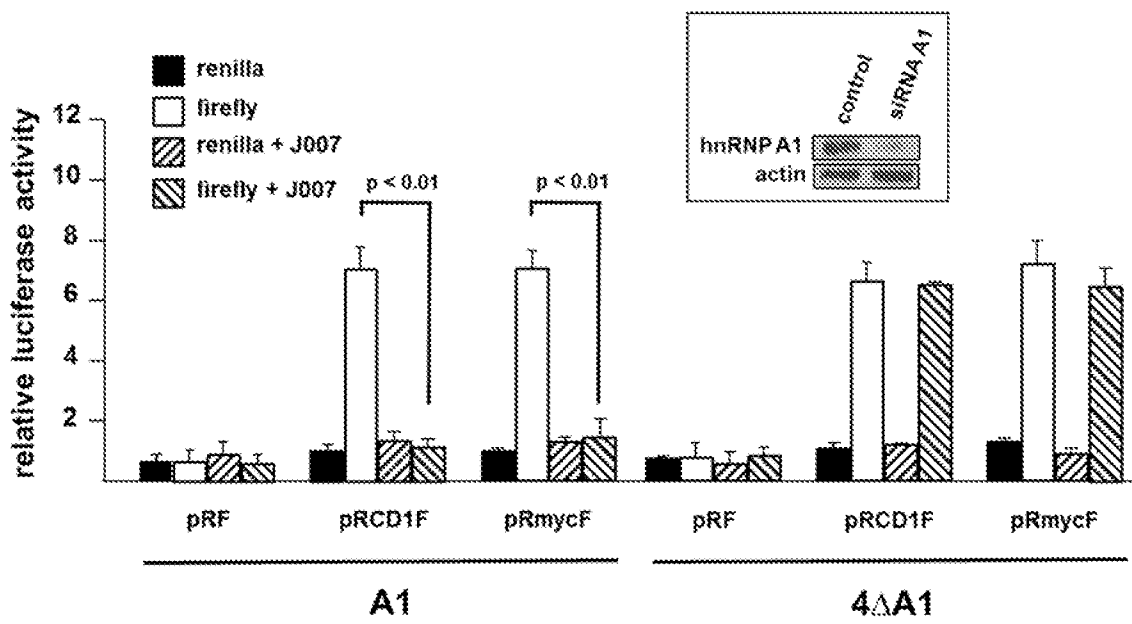 renilla
firefly
renilla + J007
firefly + J007
control
siRNA A1
hnRNP A1
actin
relative luciferase activity
12
10
8
6
4
2
p < 0.01
p < 0.01
pRF
pRCD1F
pRmycF
pRF
pRCD1F
pRmycF
A1
4ΔA1